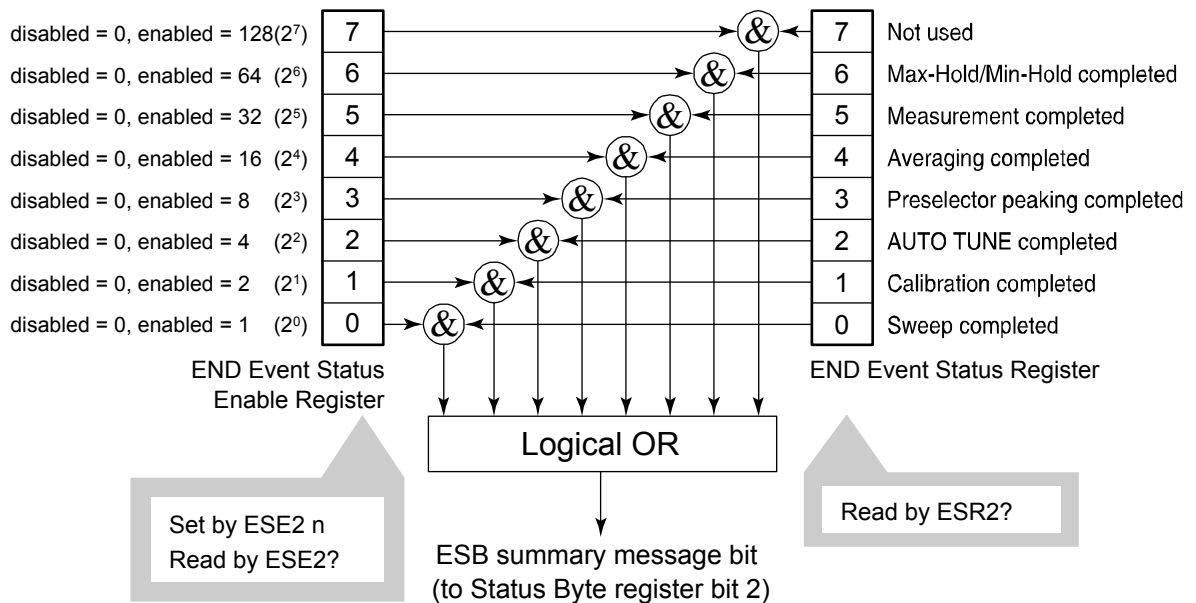 disabled = 0, enabled = 128(2⁷) 7 & 7 Not used
disabled = 0, enabled = 64 (2⁶) 6 & 6 Max-Hold/Min-Hold completed
disabled = 0, enabled = 32 (2⁵) 5 & 5 Measurement completed
disabled = 0, enabled = 16 (2⁴) 4 & 4 Averaging completed
disabled = 0, enabled = 8 (2³) 3 & 3 Preselector peaking completed
disabled = 0, enabled = 4 (2²) 2 & 2 AUTO TUNE completed
disabled = 0, enabled = 2 (2¹) 1 & 1 Calibration completed
disabled = 0, enabled = 1 (2⁰) 0 & 0 Sweep completed
END Event Status
Enable Register
END Event Status Register
Logical OR
Set by ESE2 n
Read by ESE2?
Read by ESR2?
ESB summary message bit
(to Status Byte register bit 2)